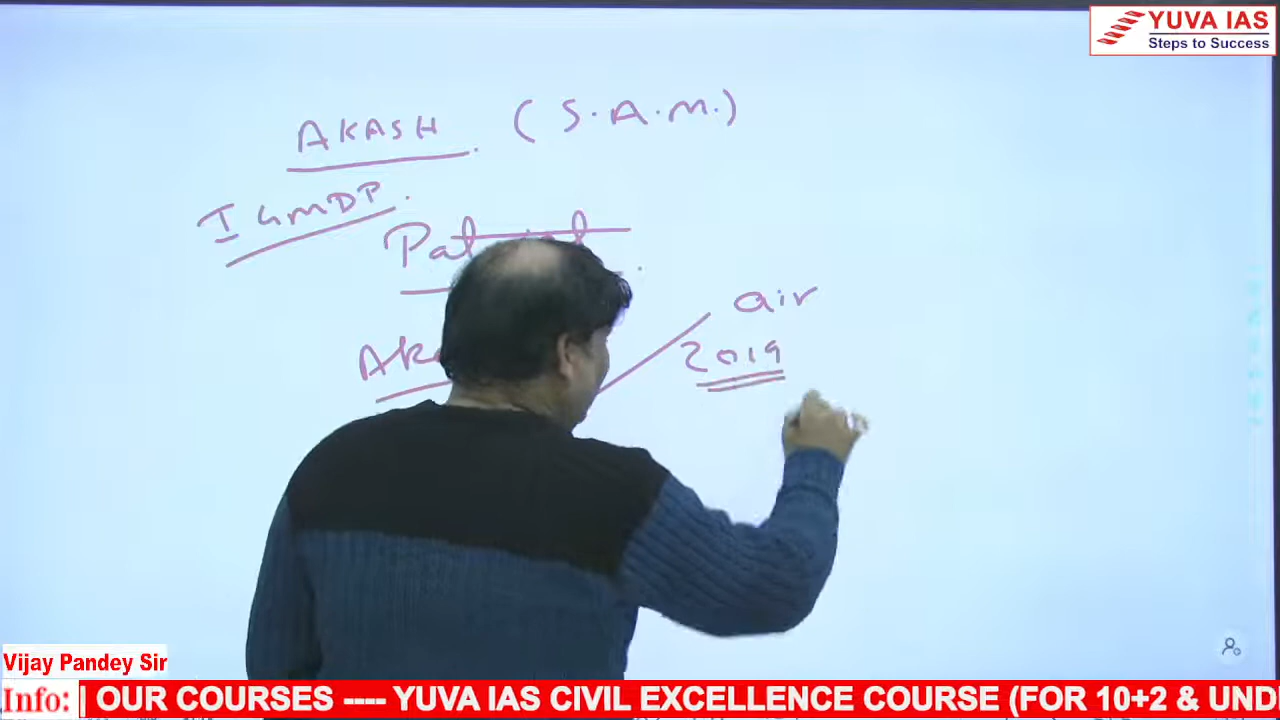 YUVA IAS
Steps to Success
AKASH (S.A.M.)
IGMDP.
air
2019
Vijay Pandey Sir
Info: | OUR COURSES ---- YUVA IAS CIVIL EXCELLENCE COURSE (FOR 10+2 & UND